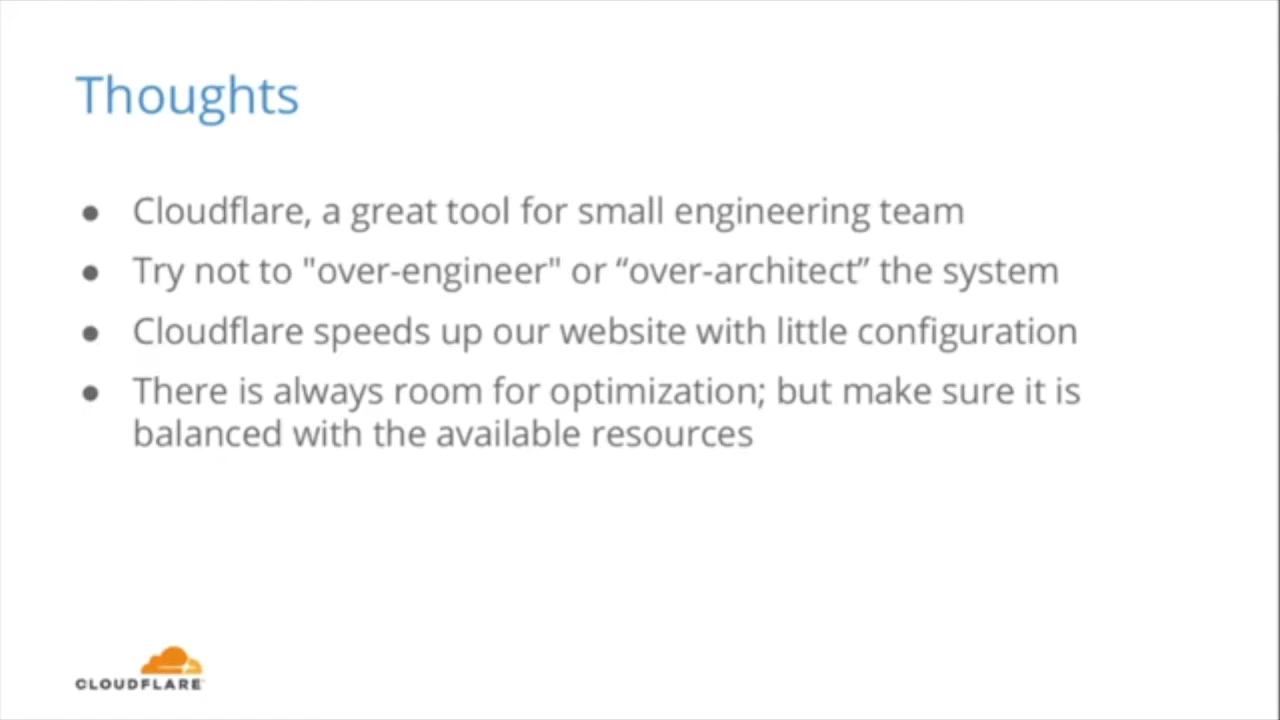 Thoughts
● Cloudflare, a great tool for small engineering team
● Try not to "over-engineer" or “over-architect” the system
● Cloudflare speeds up our website with little configuration
● There is always room for optimization; but make sure it is
balanced with the available resources
CLOUDFLARE